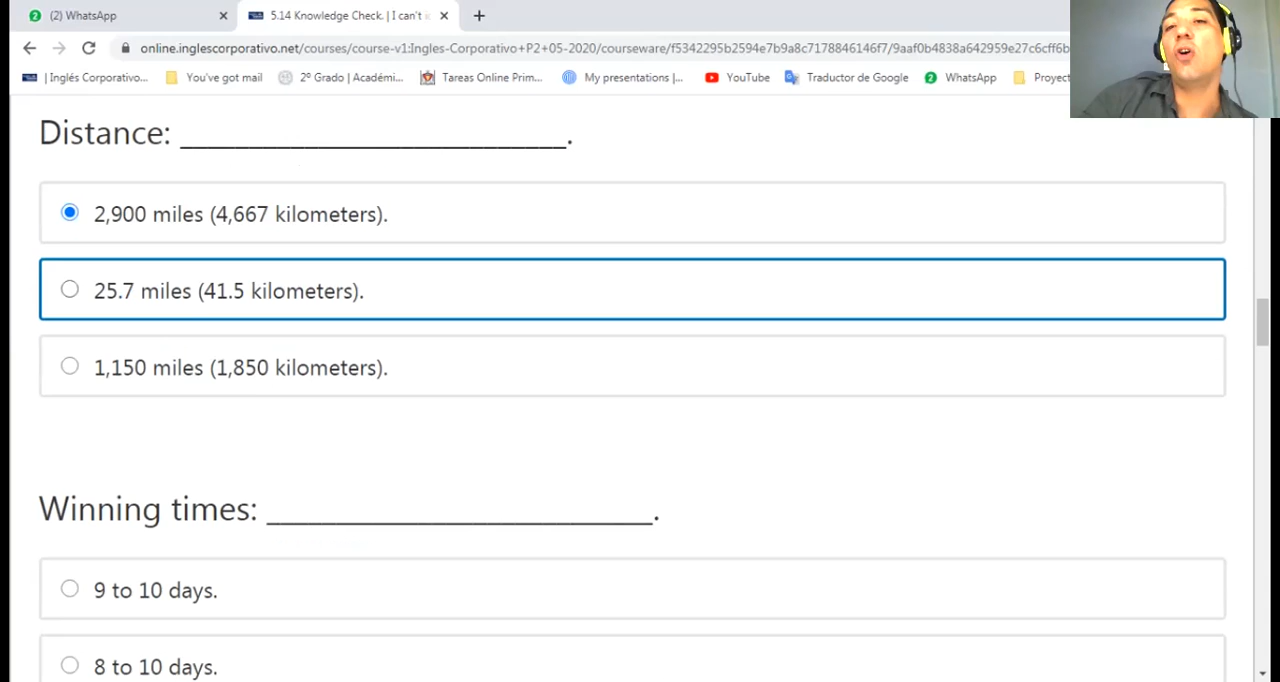 (2) WhatsApp
5.14 Knowledge Check. | I can't i
online.inglescorporativo.net/courses/course-v1:Ingles-Corporativo+P2+05-2020/courseware/f5342295b2594e7b9a8c7178846146f7/9aaf0b4838a642959e27c6cff6b
| Inglés Corporativo... You've got mail 2º Grado | Académi... Tareas Online Prim... My presentations |... YouTube Traductor de Google WhatsApp Proyect
Distance: ____________________________.
2,900 miles (4,667 kilometers).
25.7 miles (41.5 kilometers).
1,150 miles (1,850 kilometers).
Winning times: ____________________________.
9 to 10 days.
8 to 10 days.